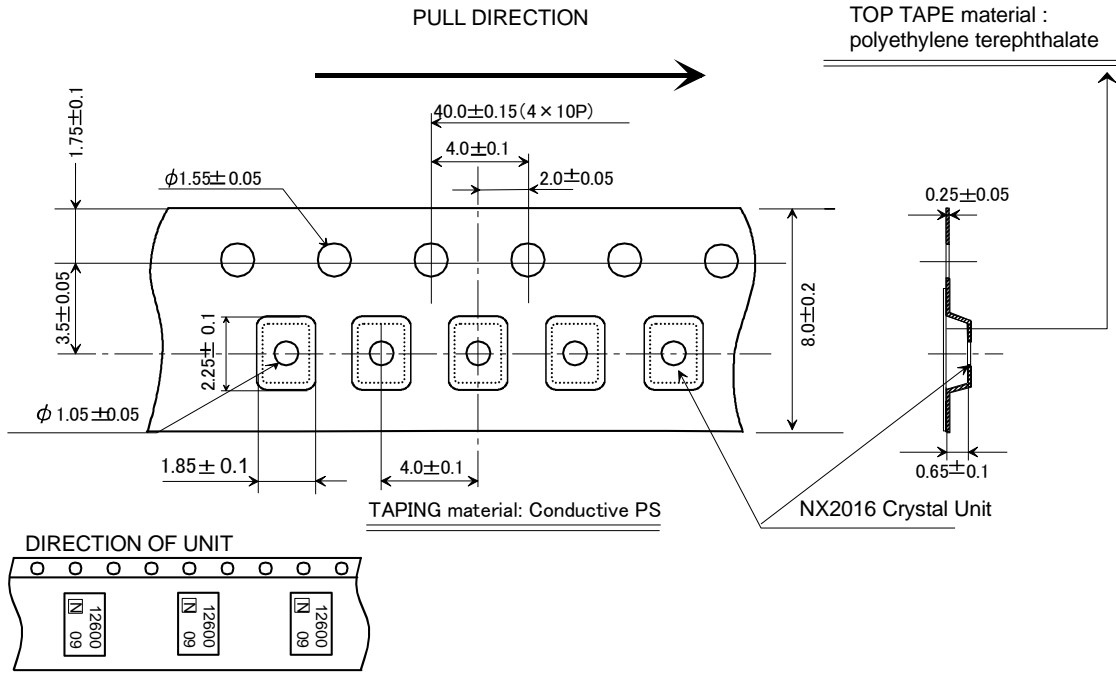 PULL DIRECTION
TOP TAPE material :
polyethylene terephthalate
1.75±0.1
40.0±0.15(4×10P)
4.0±0.1
φ1.55±0.05
2.0±0.05
0.25±0.05
3.5±0.05
2.25± 0.1
8.0±0.2
φ 1.05±0.05
1.85± 0.1
4.0±0.1
0.65±0.1
TAPING material: Conductive PS
NX2016 Crystal Unit
DIRECTION OF UNIT
12600
N 09
12600
N 09
12600
N 09